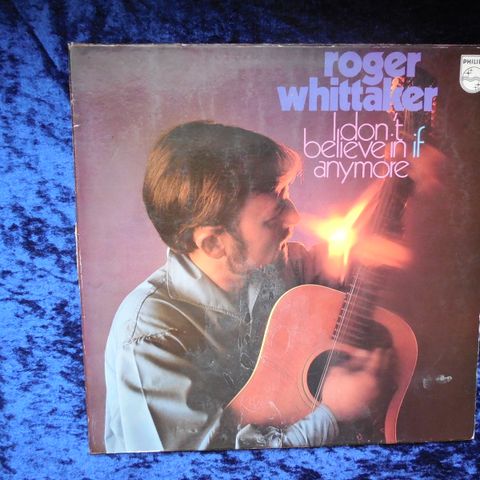 roger
whittaker
PHILIPS
I don't
believe in if
anymore